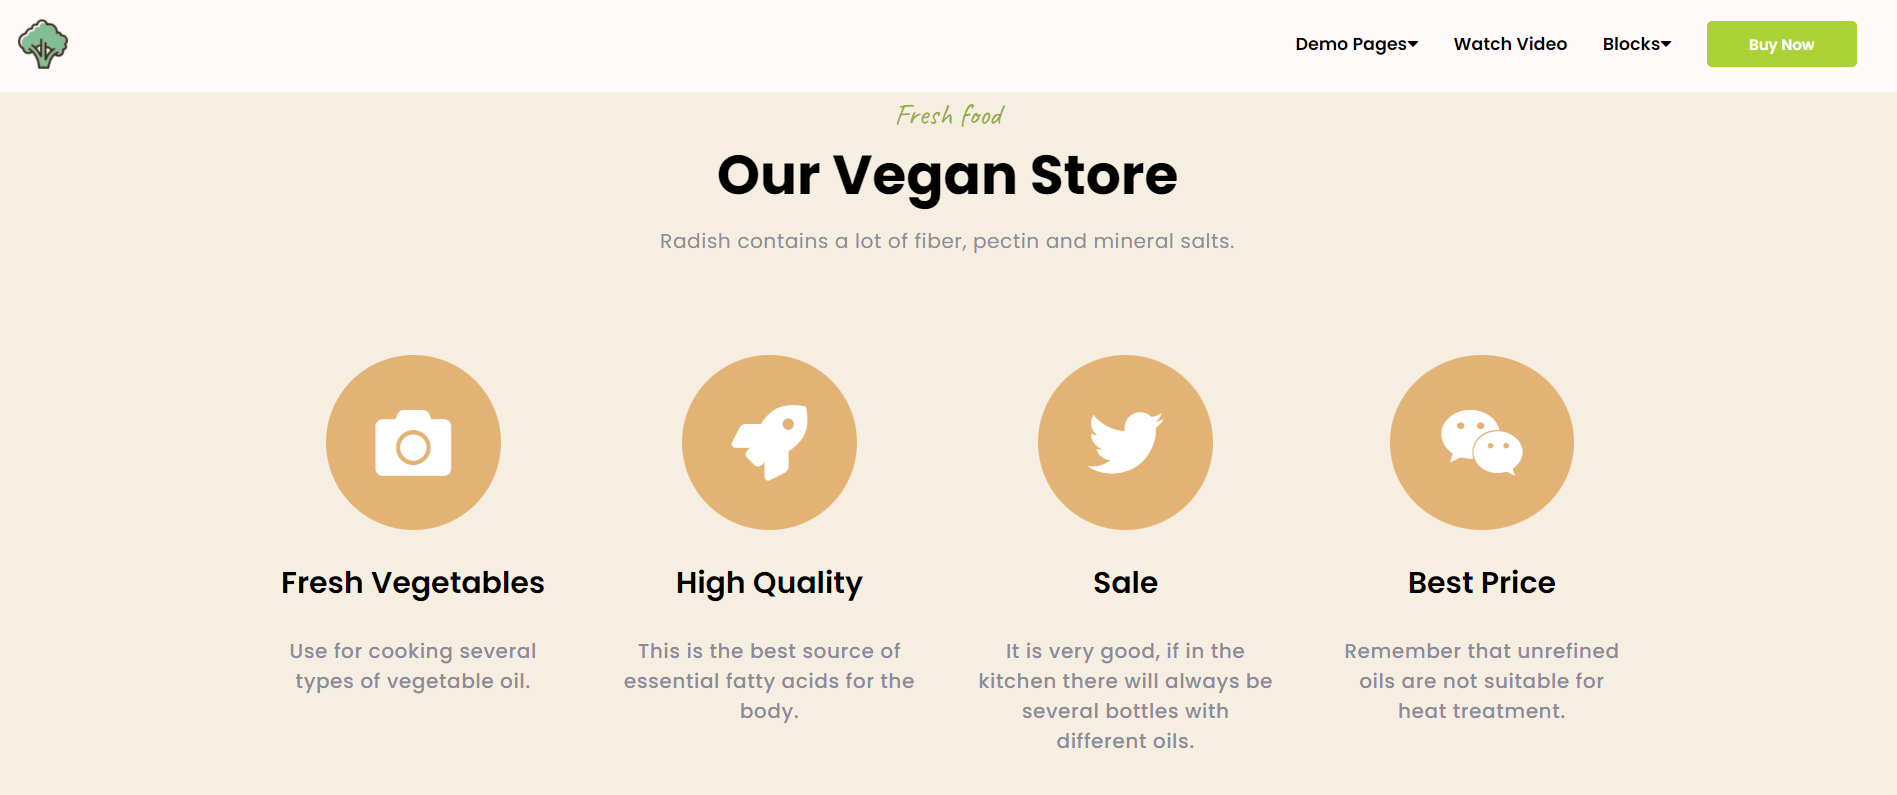 Demo Pages Watch Video Blocks Buy Now
Fresh food
Our Vegan Store
Radish contains a lot of fiber, pectin and mineral salts.
Fresh Vegetables
Use for cooking several
types of vegetable oil.
High Quality
This is the best source of
essential fatty acids for the
body.
Sale
It is very good, if in the
kitchen there will always be
several bottles with
different oils.
Best Price
Remember that unrefined
oils are not suitable for
heat treatment.